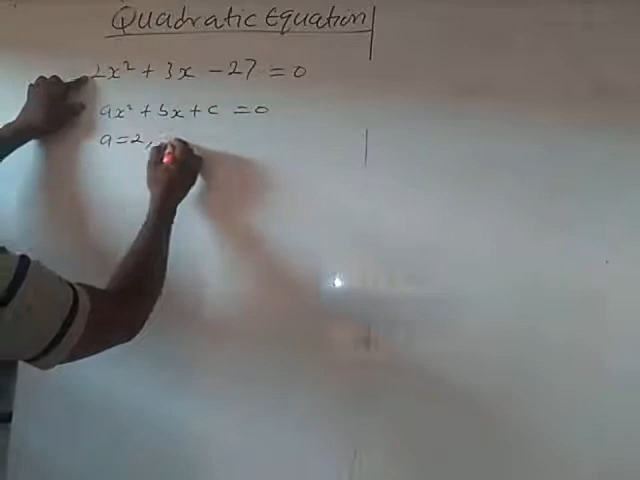 Quadratic Equation
2x² + 3x - 27 = 0
ax² + bx + c = 0
a = 2,